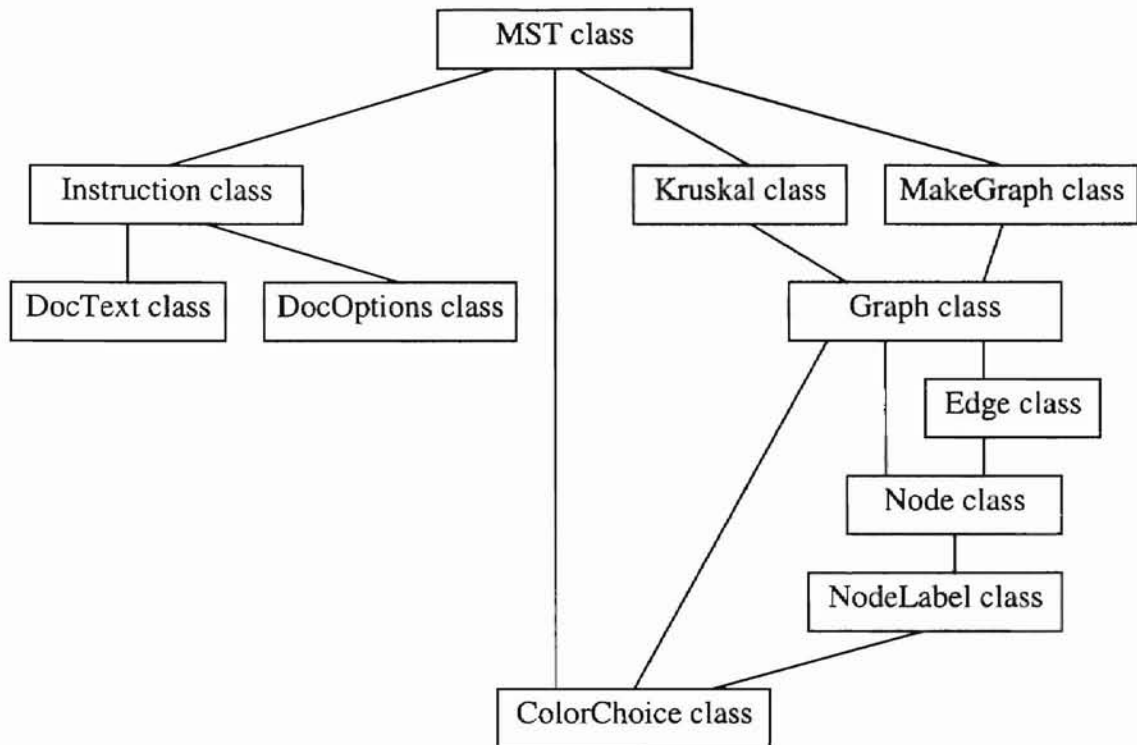 MST class
Instruction class
Kruskal class
MakeGraph class
DocText class
DocOptions class
Graph class
Edge class
Node class
NodeLabel class
ColorChoice class